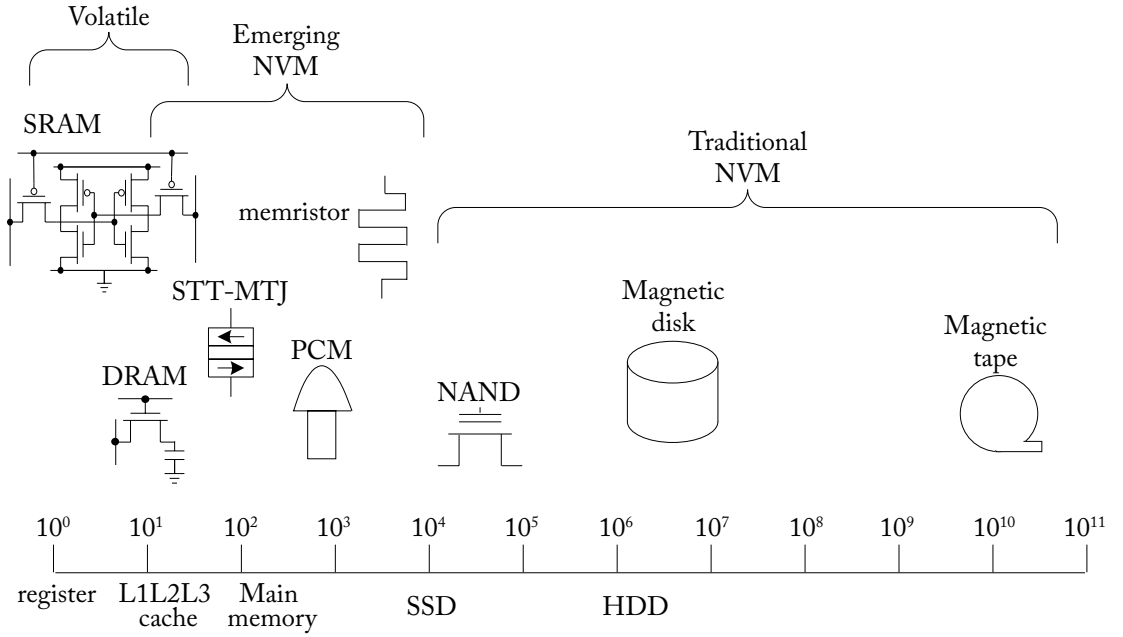 Volatile
Emerging
NVM
SRAM
Traditional
NVM
memristor
STT-MTJ
Magnetic
disk
PCM
Magnetic
tape
DRAM
NAND
10⁰ 10¹ 10² 10³ 10⁴ 10⁵ 10⁶ 10⁷ 10⁸ 10⁹ 10¹⁰ 10¹¹
register L1L2L3 Main
cache memory
SSD HDD